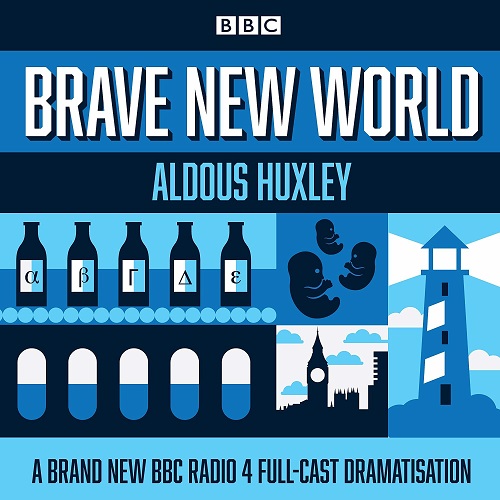 BBC
BRAVE NEW WORLD
ALDOUS HUXLEY
α β Γ Δ ε
A BRAND NEW BBC RADIO 4 FULL-CAST DRAMATISATION